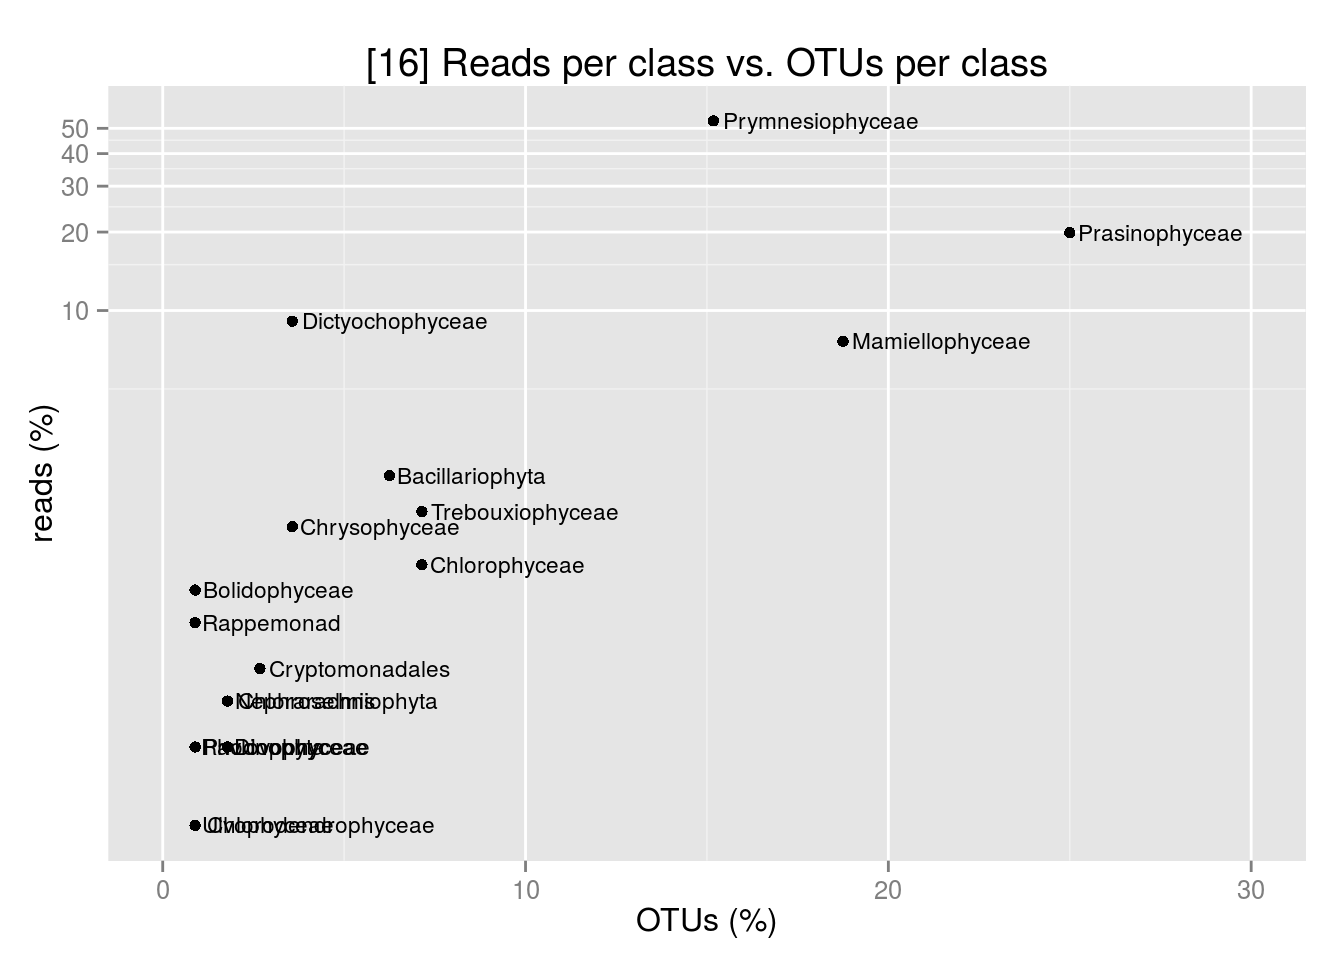 [16] Reads per class vs. OTUs per class
50
40
30
20
10
reads (%)
Prymnesiophyceae
Prasinophyceae
Dictyochophyceae
Mamiellophyceae
Bacillariophyta
Trebouxiophyceae
Chrysophyceae
Chlorophyceae
Bolidophyceae
Rappemonad
Cryptomonadales
0
10
20
30
OTUs (%)